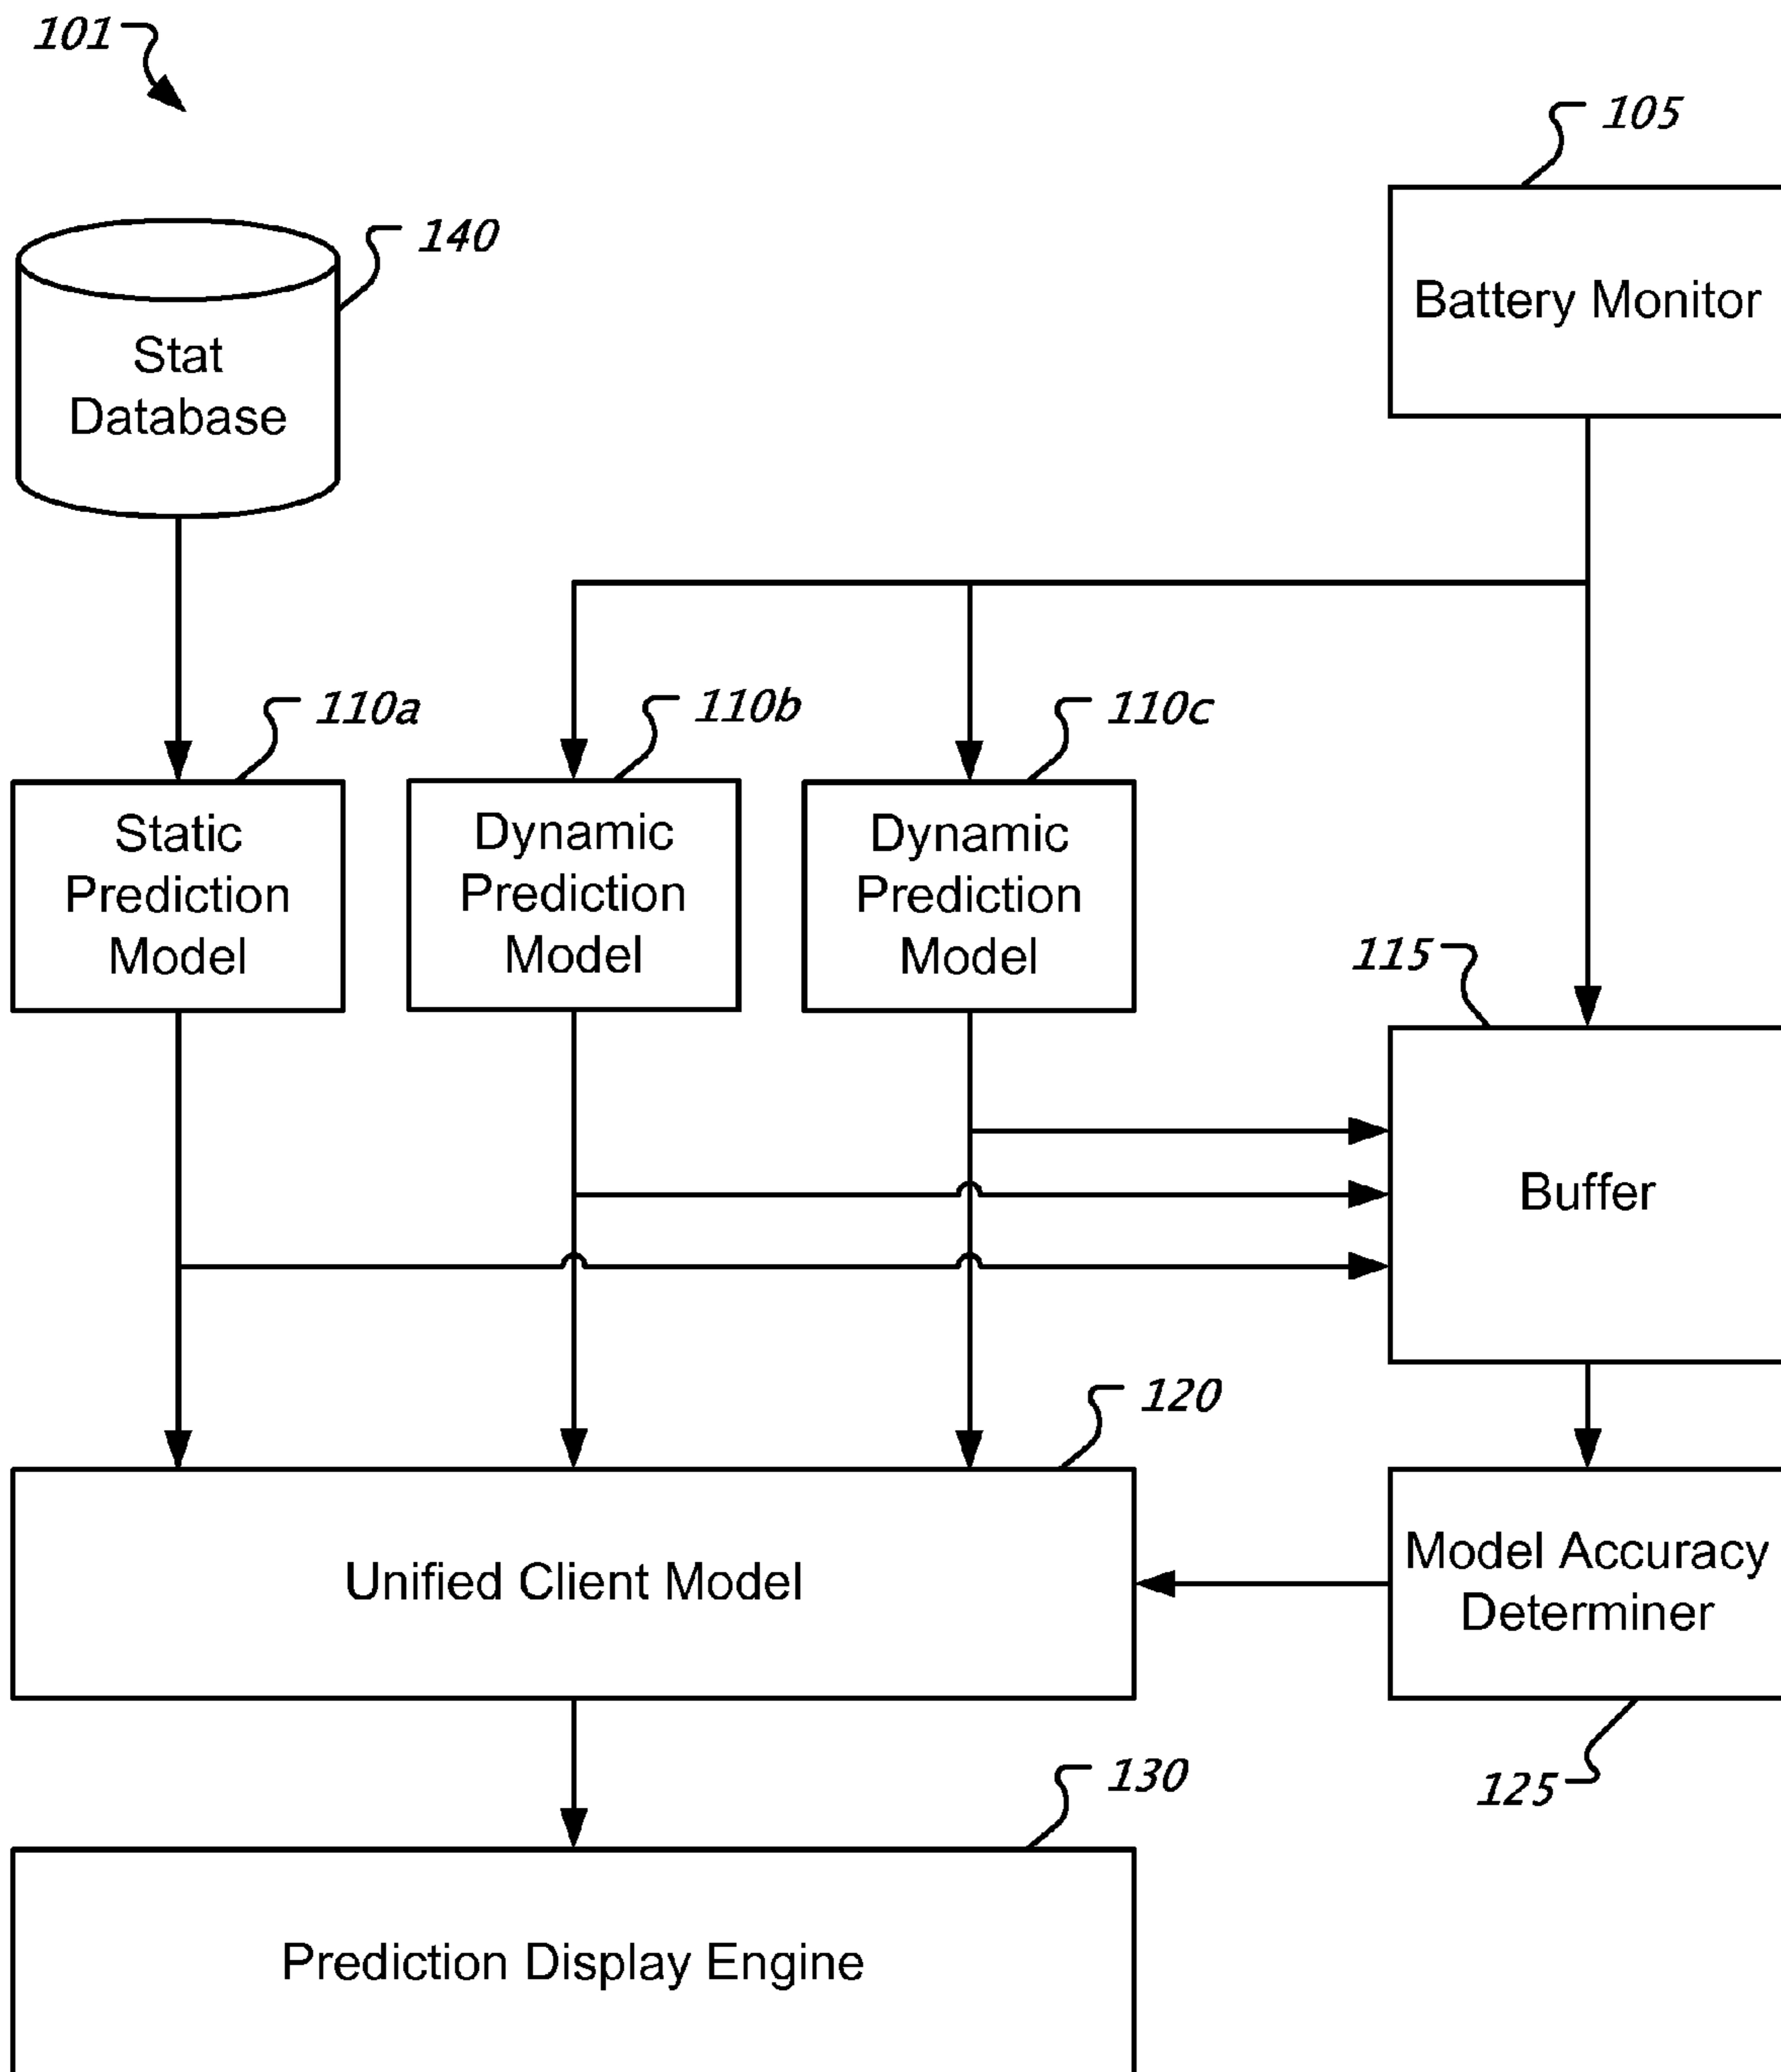 101
105
140
Battery Monitor
Stat
Database
110a
110b
110c
Static
Prediction
Model
Dynamic
Prediction
Model
Dynamic
Prediction
Model
115
Buffer
120
Unified Client Model
Model Accuracy
Determiner
130
125
Prediction Display Engine